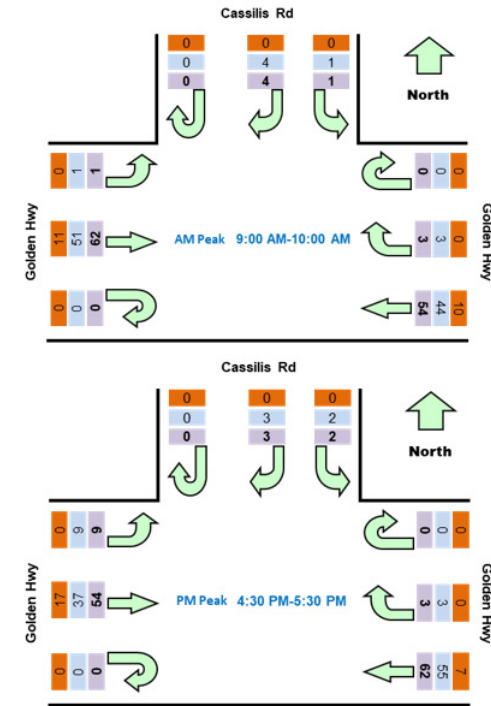 Cassilis Rd
0 0 0
0 4 1
0 4 1
North
0 1 1
0 0 0
Golden Hwy
11 51 62
AM Peak 9:00 AM-10:00 AM
3 3 0
Golden Hwy
0 0 0
54 44 10
Cassilis Rd
0 0 0
0 3 2
0 3 2
North
0 9 9
0 0 0
Golden Hwy
17 37 54
PM Peak 4:30 PM-5:30 PM
3 3 0
Golden Hwy
0 0 0
62 55 7